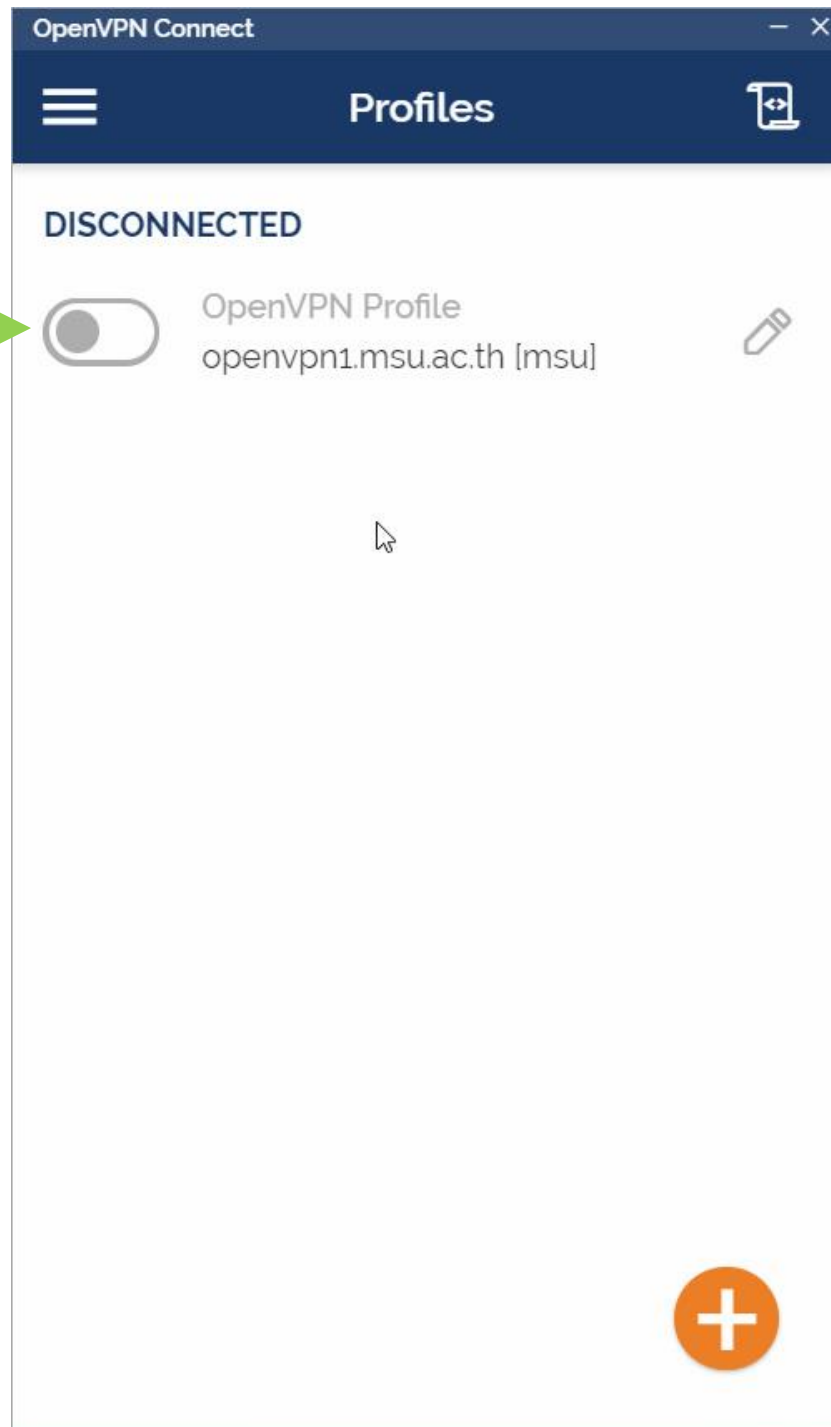 OpenVPN Connect
Profiles
DISCONNECTED
OpenVPN Profile
openvpn1.msu.ac.th [msu]